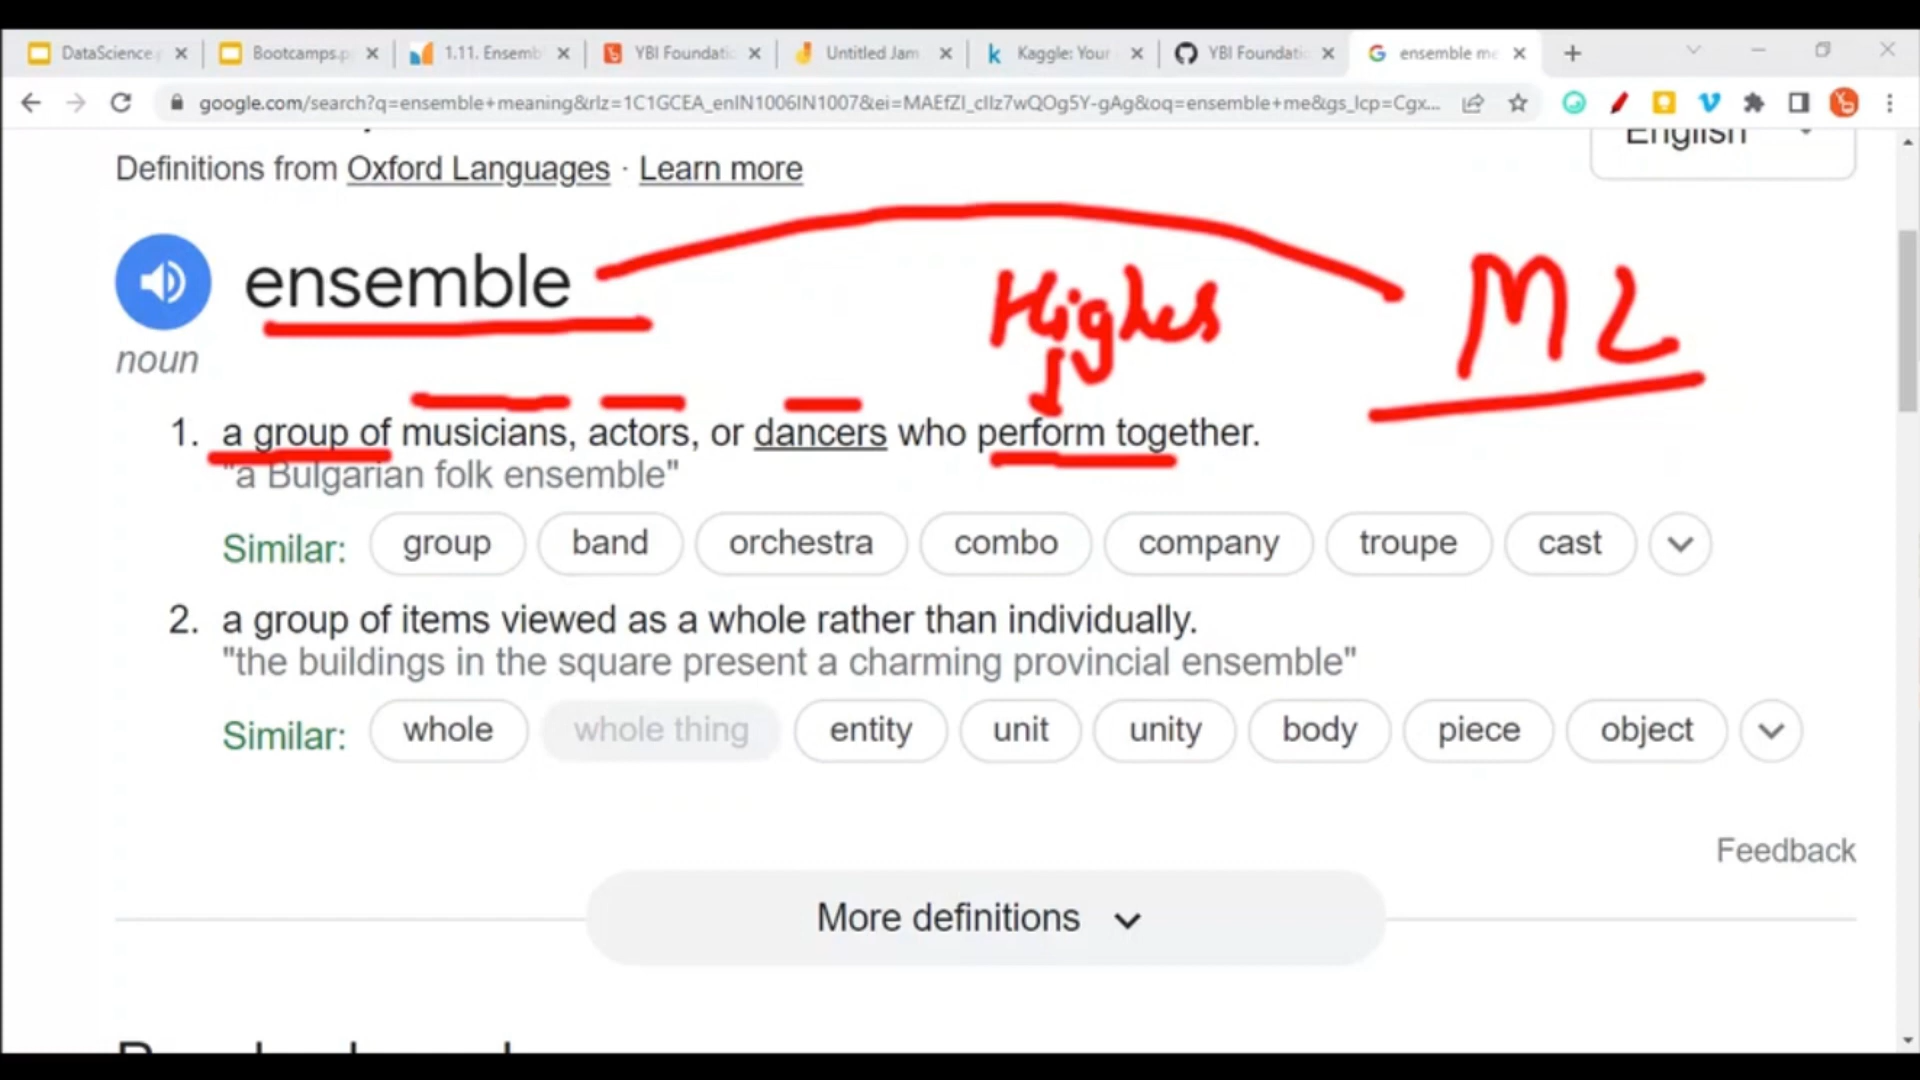 DataScience.p
Bootcamps.p
1.11. Ensemb
YBI Foundatio
Untitled Jam
Kaggle: Your
YBI Foundatio
ensemble me
google.com/search?q=ensemble+meaning&rlz=1C1GCEA_enIN1006IN1007&ei=MAEfZI_cIIz7wQOg5Y-gAg&oq=ensemble+me&gs_lcp=Cgx...
English
Definitions from Oxford Languages · Learn more
ensemble
Higher
ML
noun
1. a group of musicians, actors, or dancers who perform together.
"a Bulgarian folk ensemble"
Similar: group band orchestra combo company troupe cast
2. a group of items viewed as a whole rather than individually.
"the buildings in the square present a charming provincial ensemble"
Similar: whole whole thing entity unit unity body piece object
Feedback
More definitions